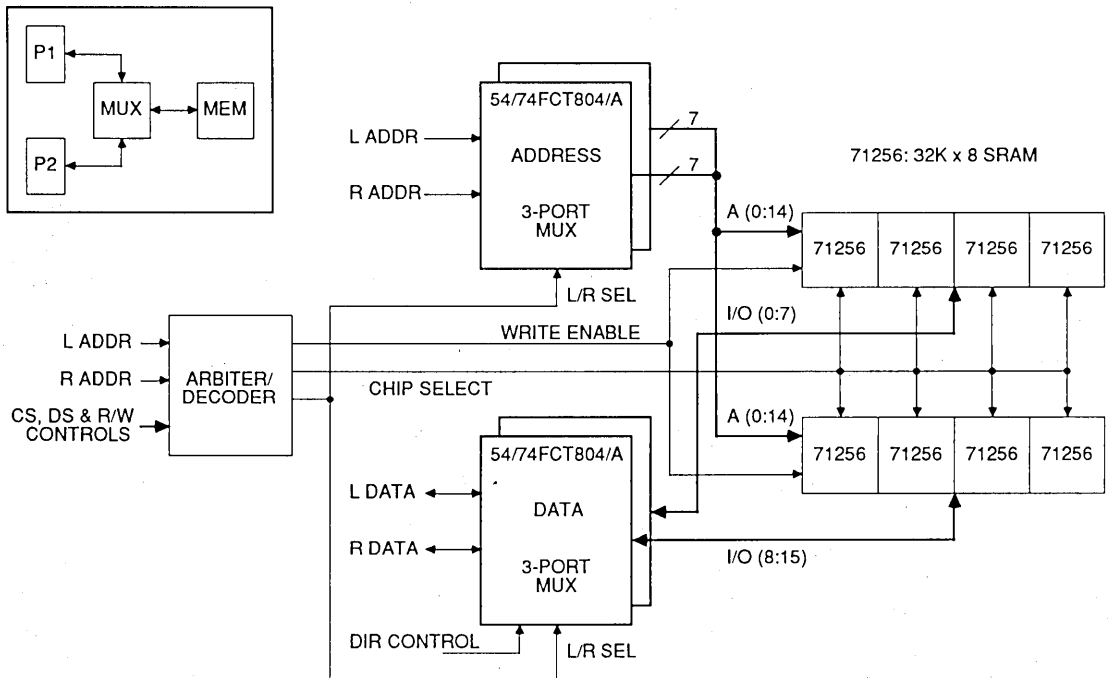 P1
MUX
MEM
P2
54/74FCT804/A
L ADDR
ADDRESS
R ADDR
3-PORT
MUX
7
7
71256: 32K x 8 SRAM
A (0:14)
71256
71256
71256
71256
L/R SEL
I/O (0:7)
WRITE ENABLE
L ADDR
R ADDR
ARBITER/
DECODER
CHIP SELECT
CS, DS & R/W
CONTROLS
A (0:14)
54/74FCT804/A
71256
71256
71256
71256
L DATA
DATA
R DATA
3-PORT
MUX
I/O (8:15)
DIR CONTROL
L/R SEL